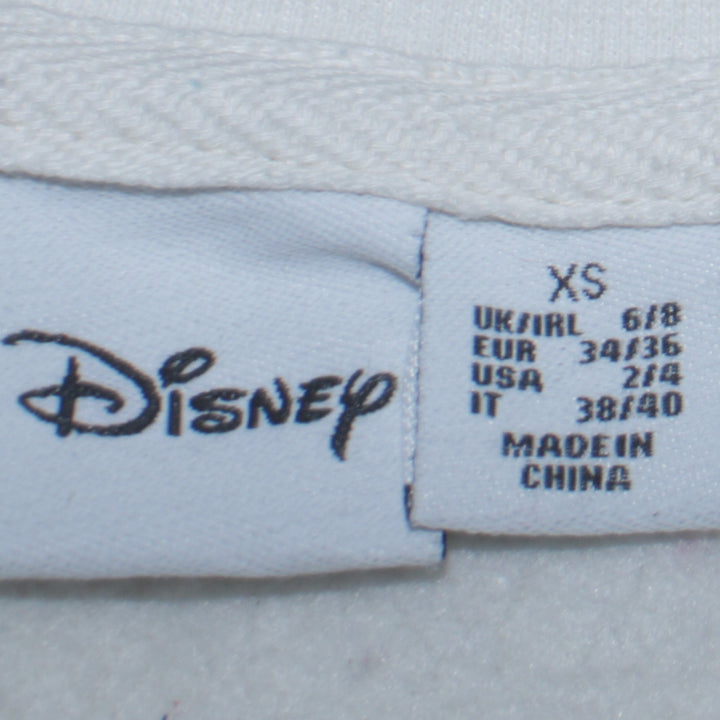 Disney
XS
UK/IRL 6/8
EUR 34/36
USA 2/4
IT 38/40
MADE IN
CHINA